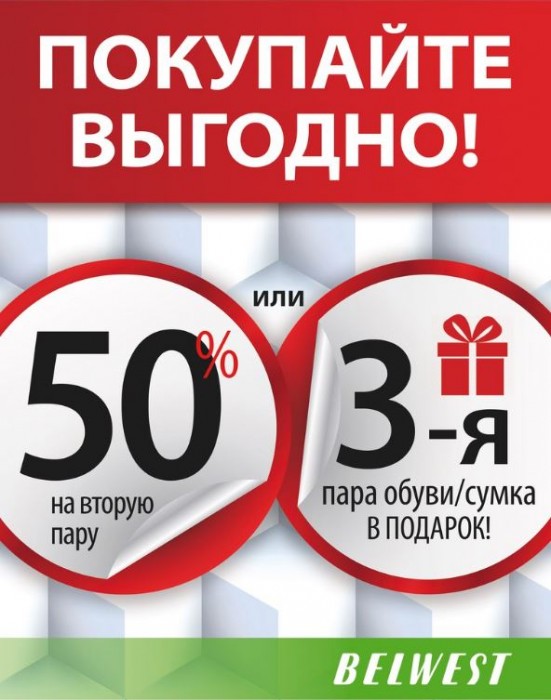 ПОКУПАЙТЕ
ВЫГОДНО!
или
50%
на вторую
пару
3-я
пара обуви/сумка
В ПОДАРОК!
BELWEST